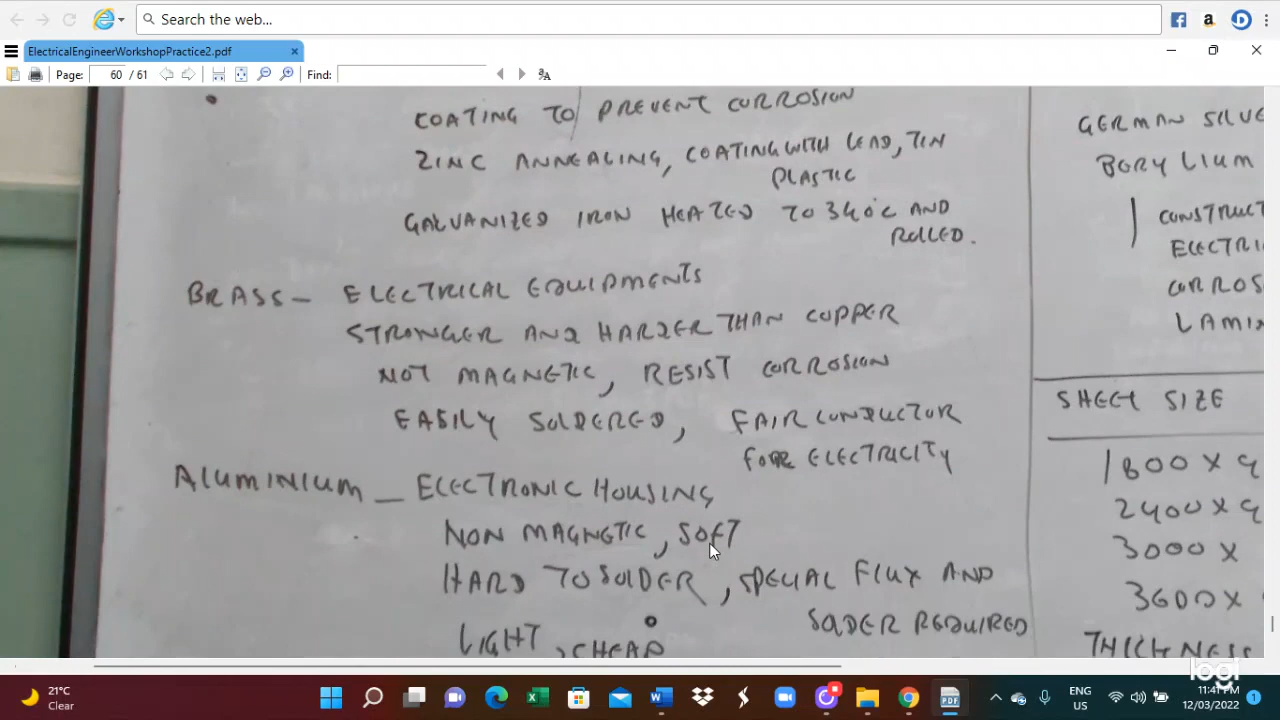 Search the web...
ElectricalEngineerWorkshopPractice2.pdf
Page: 60 / 61 Find:
COATING TO PREVENT CORROSION
ZINC ANNEALING, COATING WITH LEAD, TIN
PLASTIC
GALVANIZED IRON HEATED TO 340°C AND
ROLLED.
BRASS - ELECTRICAL EQUIPMENTS
STRONGER AND HARDER THAN COPPER
NOT MAGNETIC, RESIST CORROSION
EASILY SOLDERED, FAIR CONDUCTOR
FOR ELECTRICITY
ALUMINIUM - ELECTRONIC HOUSING
NON MAGNETIC, SOFT
HARD TO SOLDER, SPECIAL FLUX AND
SODER REQUIRED
LIGHT, CHEAP
GERMAN SILVE
BERYLIUM
CONSTRUCT
ELECTRI
CORROS
LAMIN
SHEET SIZE
1800 X 9
2400 X 9
3000 X
3600 X
THICKNESS
logi
21°C
Clear
ENG
US
11:41 PM
12/03/2022